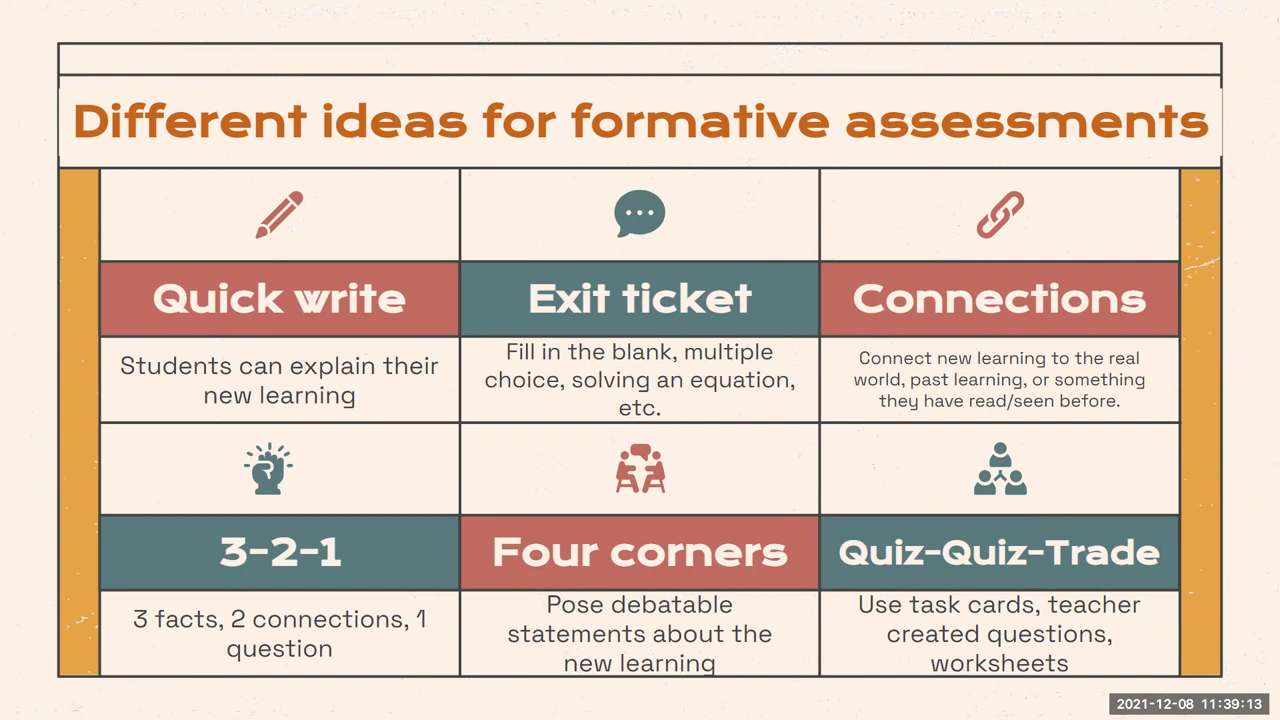 Different ideas for formative assessments
Quick write
Exit ticket
Connections
Students can explain their
new learning
Fill in the blank, multiple
choice, solving an equation,
etc.
Connect new learning to the real
world, past learning, or something
they have read/seen before.
3-2-1
Four corners
Quiz-Quiz-Trade
3 facts, 2 connections, 1
question
Pose debatable
statements about the
new learning
Use task cards, teacher
created questions,
worksheets
2021-12-08 11:39:13